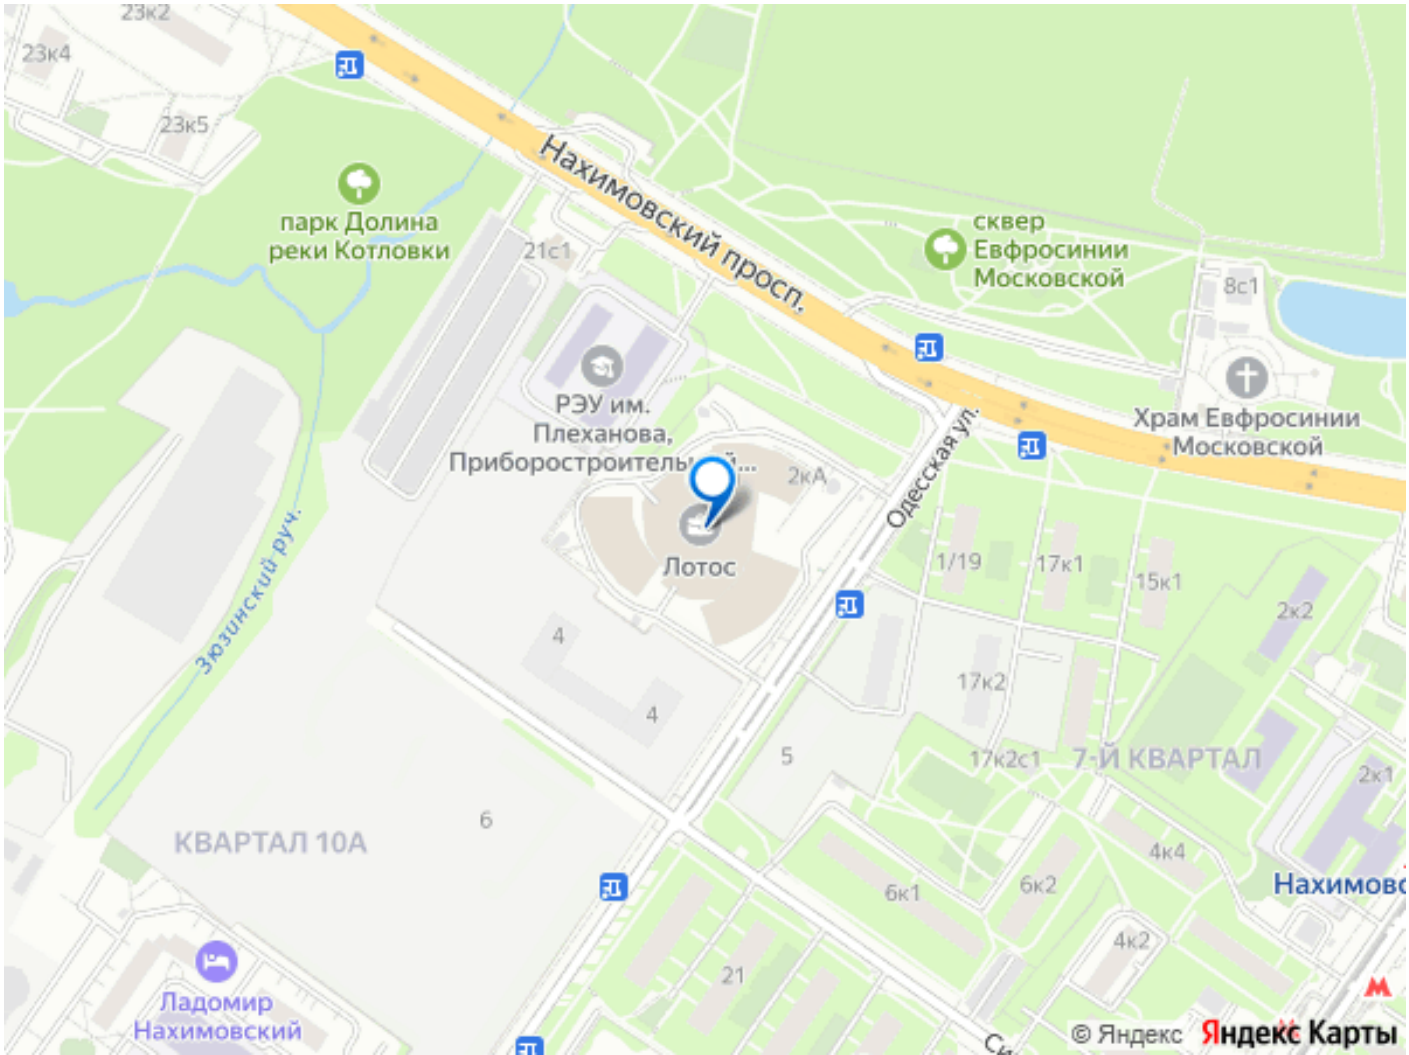 23к2
23к4
23к5
Нахимовский просп.
парк Долина
реки Котловки
21с1
сквер
Евфросинии
Московской
8с1
РЭУ им.
Плеханова,
Храм Евфросинии
Московской
2кА
Одесская ул.
Лотос
Зюзинский руч.
1/19
17к1
15к1
2к2
4
4
17к2
5
17к2с1
7-Й КВАРТАЛ
2к1
6
КВАРТАЛ 10А
4к4
6к1
6к2
Нахимовс
4к2
21
Ладомир
Нахимовский
© Яндекс
Яндекс Карты